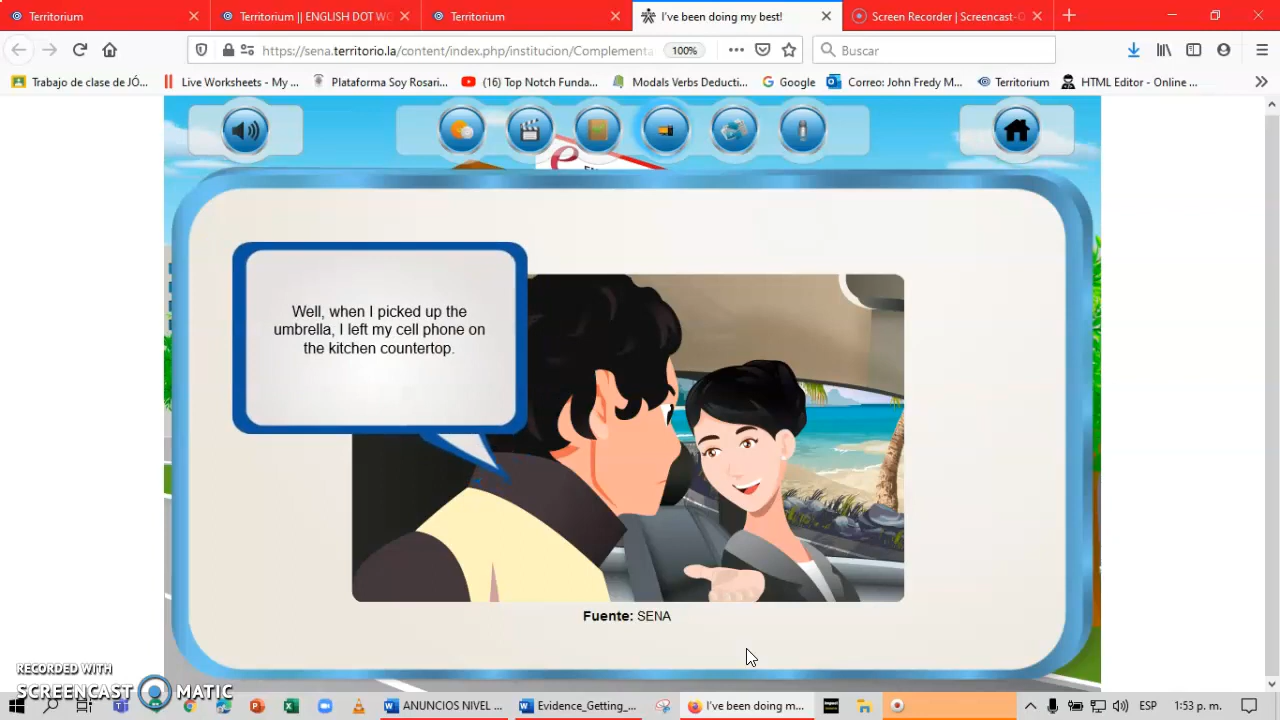 Territorium
Territorium || ENGLISH DOT WO
Territorium
I've been doing my best!
Screen Recorder | Screencast-O
https://sena.territorio.la/content/index.php/institucion/Complementa
100%
Buscar
Trabajo de clase de JÓ...
Live Worksheets - My ...
Plataforma Soy Rosari...
(16) Top Notch Funda...
Modals Verbs Deducti...
Google
Correo: John Fredy M...
Territorium
HTML Editor - Online ...
Well, when I picked up the
umbrella, I left my cell phone on
the kitchen countertop.
Fuente: SENA
RECORDED WITH
SCREENCAST MATIC
ANUNCIOS NIVEL ...
Evidence_Getting_...
I've been doing m...
ESP
1:53 p. m.